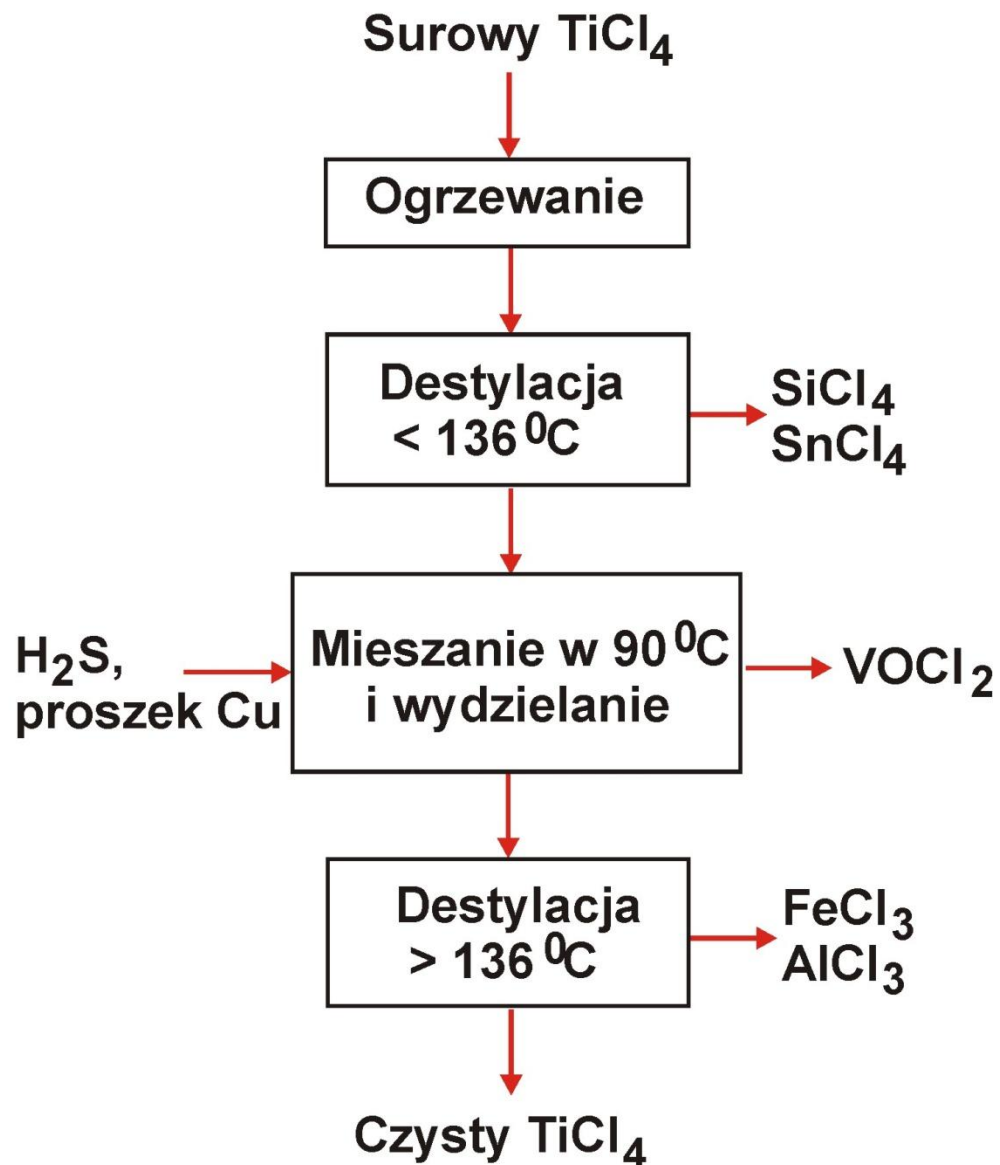 Surowy TiCl₄
Ogrzewanie
Destylacja
< 136 ⁰C
SiCl₄
SnCl₄
H₂S,
proszek Cu
Mieszanie w 90 ⁰C
i wydzielanie
VOCl₂
Destylacja
> 136 ⁰C
FeCl₃
AlCl₃
Czysty TiCl₄